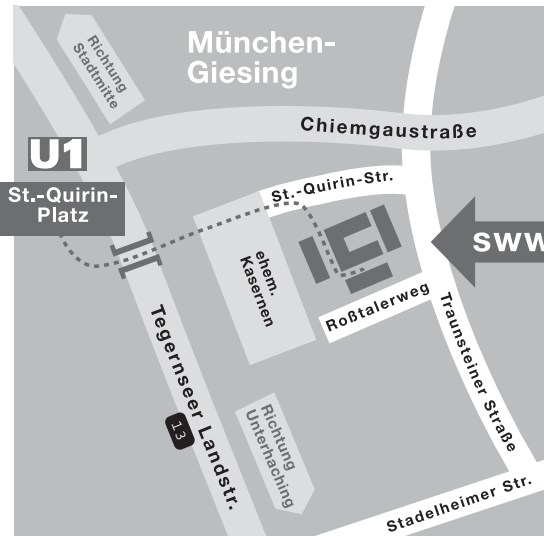 Richtung
Stadtmitte
München-
Giesing
Chiemgaustraße
U1
St.-Quirin-
Platz
St.-Quirin-Str.
SWW
ehem.
Kasernen
Roßtalerweg
Tegernseer Landstr.
13
Traunsteiner Straße
Richtung
Unterhaching
Stadelheimer Str.